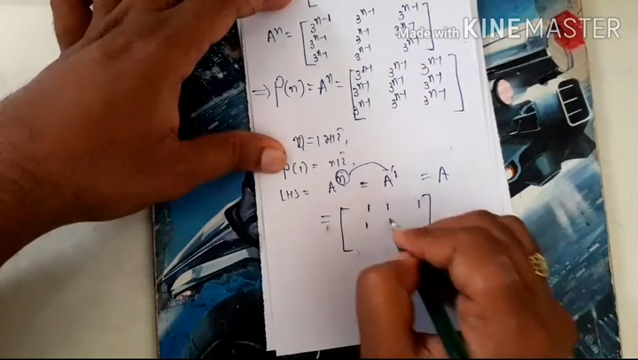 Made With KINEMASTER
Aⁿ = [ 3ⁿ⁻¹ 3ⁿ⁻¹ 3ⁿ⁻¹
3ⁿ⁻¹ 3ⁿ⁻¹ 3ⁿ⁻¹
3ⁿ⁻¹ 3ⁿ⁻¹ 3ⁿ⁻¹ ]
⇒ P(n) = Aⁿ = [ 3ⁿ⁻¹ 3ⁿ⁻¹ 3ⁿ⁻¹
3ⁿ⁻¹ 3ⁿ⁻¹ 3ⁿ⁻¹
3ⁿ⁻¹ 3ⁿ⁻¹ 3ⁿ⁻¹ ]
n = 1
P(1) =
LHS = Aⁿ = A¹ = A
= [ 1 1 1 ]
1 1